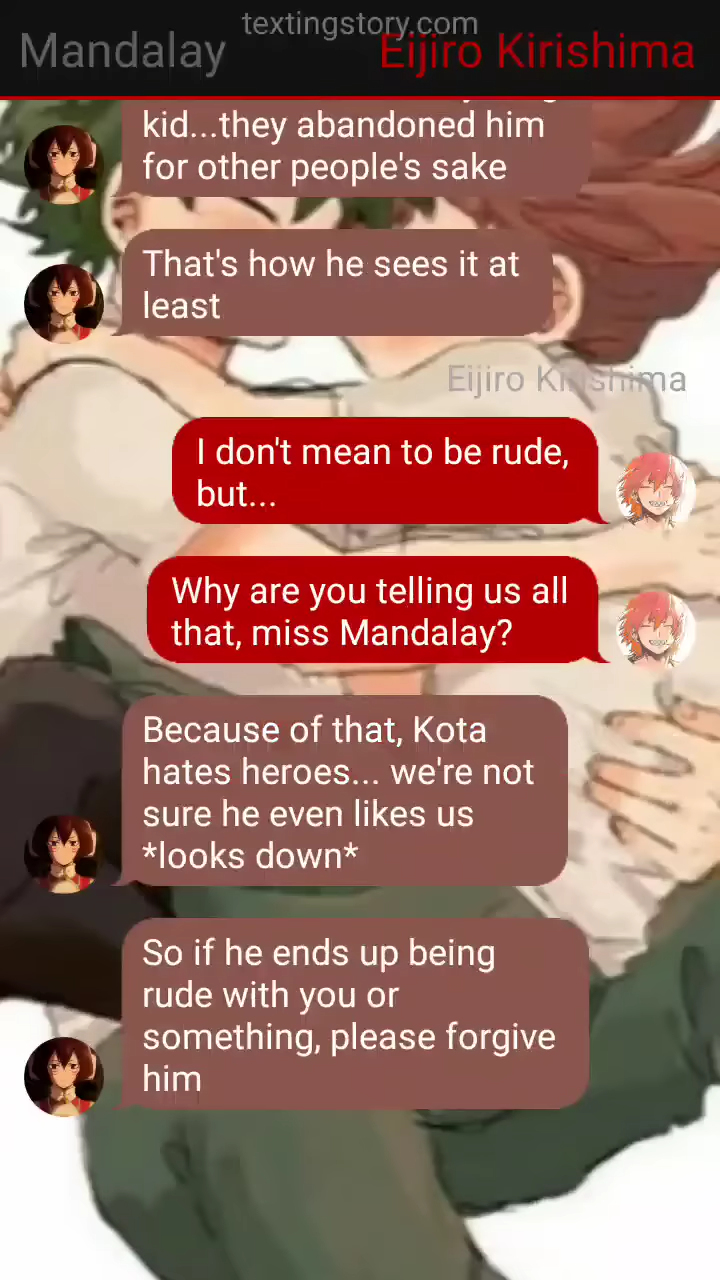 textingstory.com
Mandalay
Eijiro Kirishima
kid...they abandoned him
for other people's sake
That's how he sees it at
least
Eijiro Kirishima
I don't mean to be rude,
but...
Why are you telling us all
that, miss Mandalay?
Because of that, Kota
hates heroes... we're not
sure he even likes us
*looks down*
So if he ends up being
rude with you or
something, please forgive
him